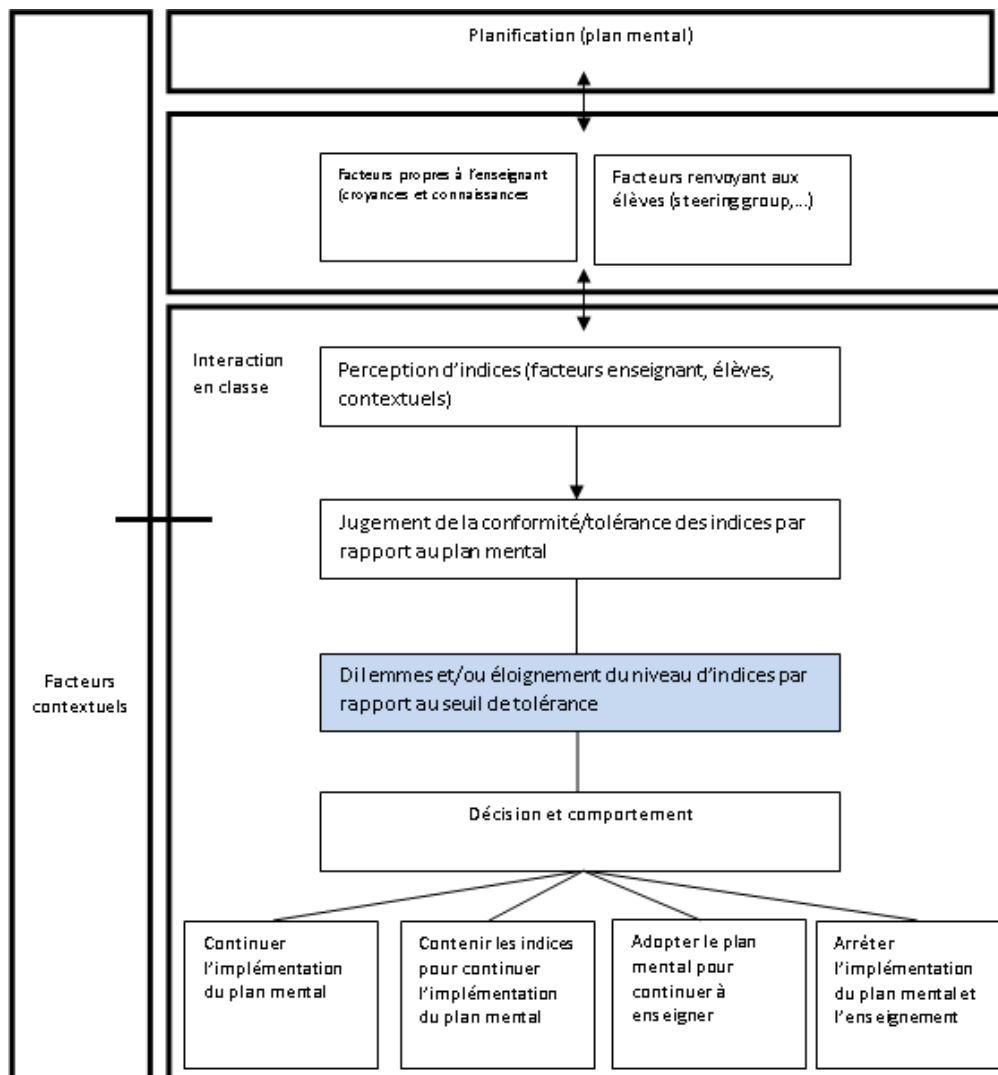 Planification (plan mental)
Facteurs propres à l'enseignant
(croyances et connaissances
Facteurs renvoyant aux
élèves (steering group,...)
Interaction
en classe
Perception d'indices (facteurs enseignant, élèves,
contextuels)
Jugement de la conformité/tolérance des indices par
rapport au plan mental
Facteurs
contextuels
Dilemmes et/ou éloignement du niveau d'indices par
rapport au seuil de tolérance
Décision et comportement
Continuer
l'implémentation
du plan mental
Contenir les indices
pour continuer
l'implémentation
du plan mental
Adopter le plan
mental pour
continuer à
enseigner
Arrêter
l'implémentation
du plan mental et
l'enseignement